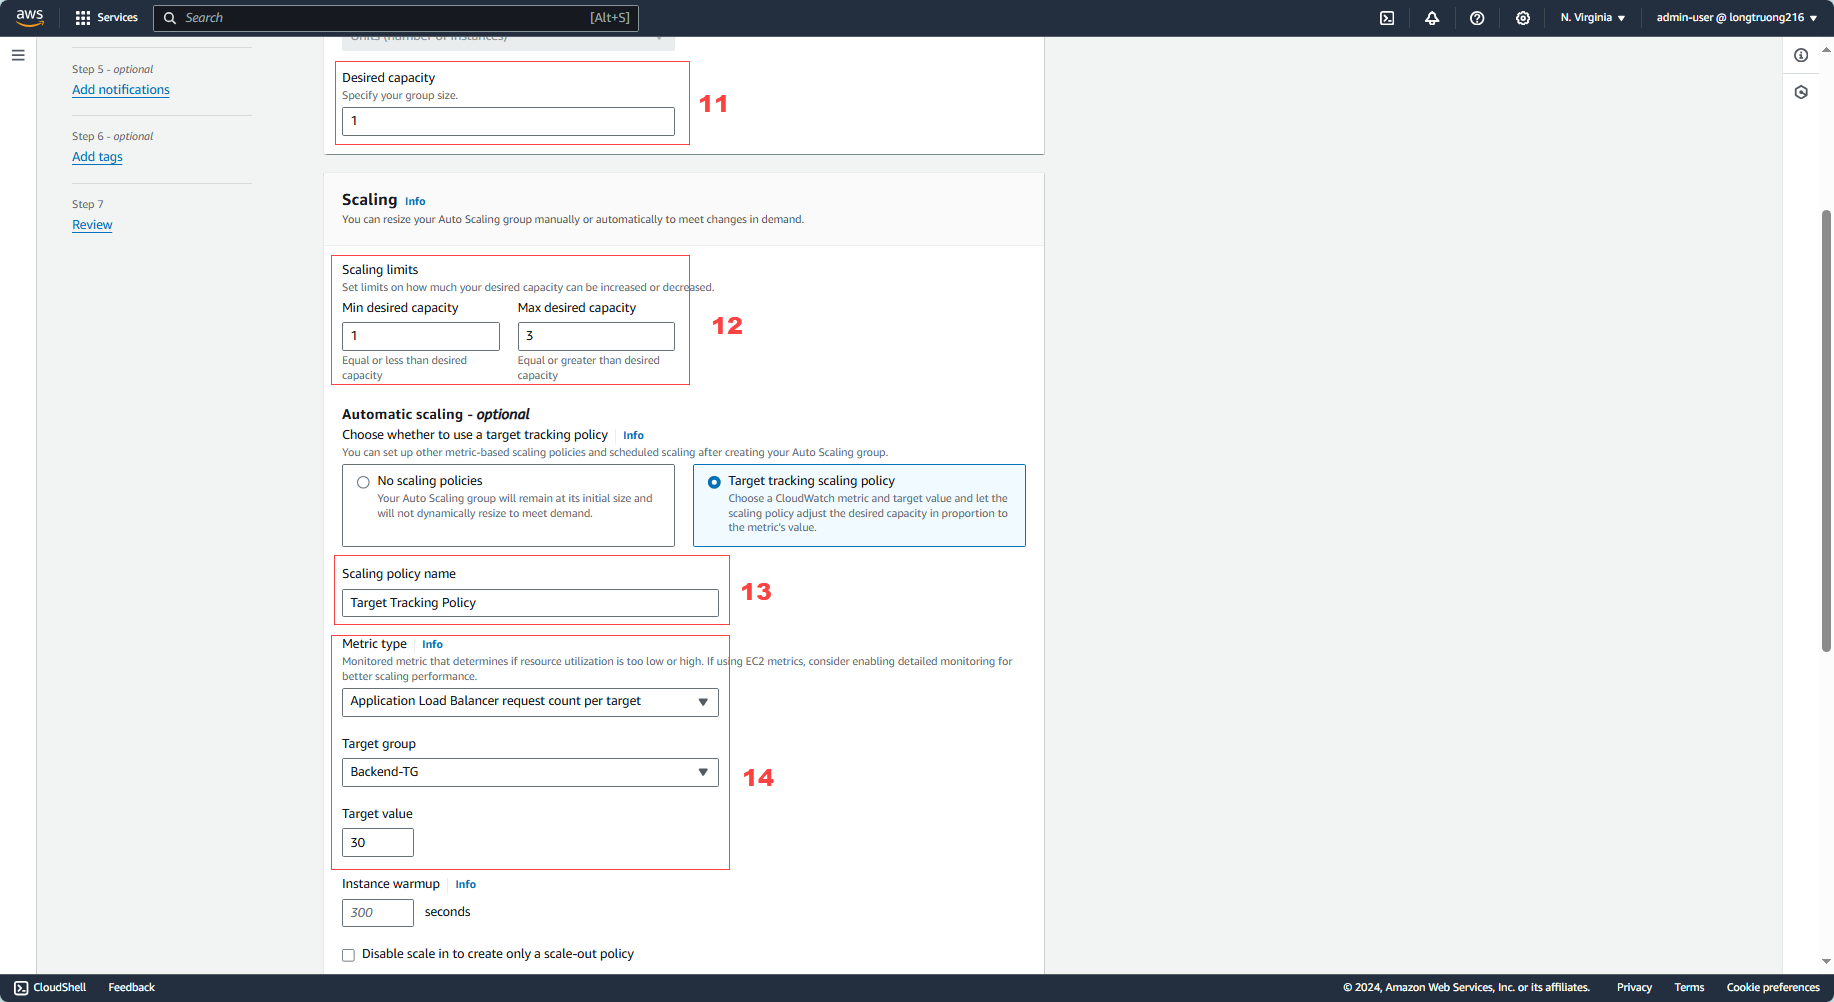 aws
Services
Search [Alt+S]
N. Virginia
admin-user @ longtruong216
Step 5 - optional
Add notifications
Step 6 - optional
Add tags
Step 7
Review
Units (number of instances)
Desired capacity
Specify your group size.
1
11
Scaling Info
You can resize your Auto Scaling group manually or automatically to meet changes in demand.
Scaling limits
Set limits on how much your desired capacity can be increased or decreased.
Min desired capacity Max desired capacity
1 3
12
Equal or less than desired capacity
Equal or greater than desired capacity
Automatic scaling - optional
Choose whether to use a target tracking policy Info
You can set up other metric-based scaling policies and scheduled scaling after creating your Auto Scaling group.
No scaling policies
Your Auto Scaling group will remain at its initial size and
will not dynamically resize to meet demand.
Target tracking scaling policy
Choose a CloudWatch metric and target value and let the
scaling policy adjust the desired capacity in proportion to
the metric's value.
Scaling policy name
Target Tracking Policy
13
Metric type Info
Monitored metric that determines if resource utilization is too low or high. If using EC2 metrics, consider enabling detailed monitoring for
better scaling performance.
Application Load Balancer request count per target
Target group
Backend-TG
14
Target value
30
Instance warmup Info
300 seconds
Disable scale in to create only a scale-out policy
CloudShell Feedback
© 2024, Amazon Web Services, Inc. or its affiliates. Privacy Terms Cookie preferences